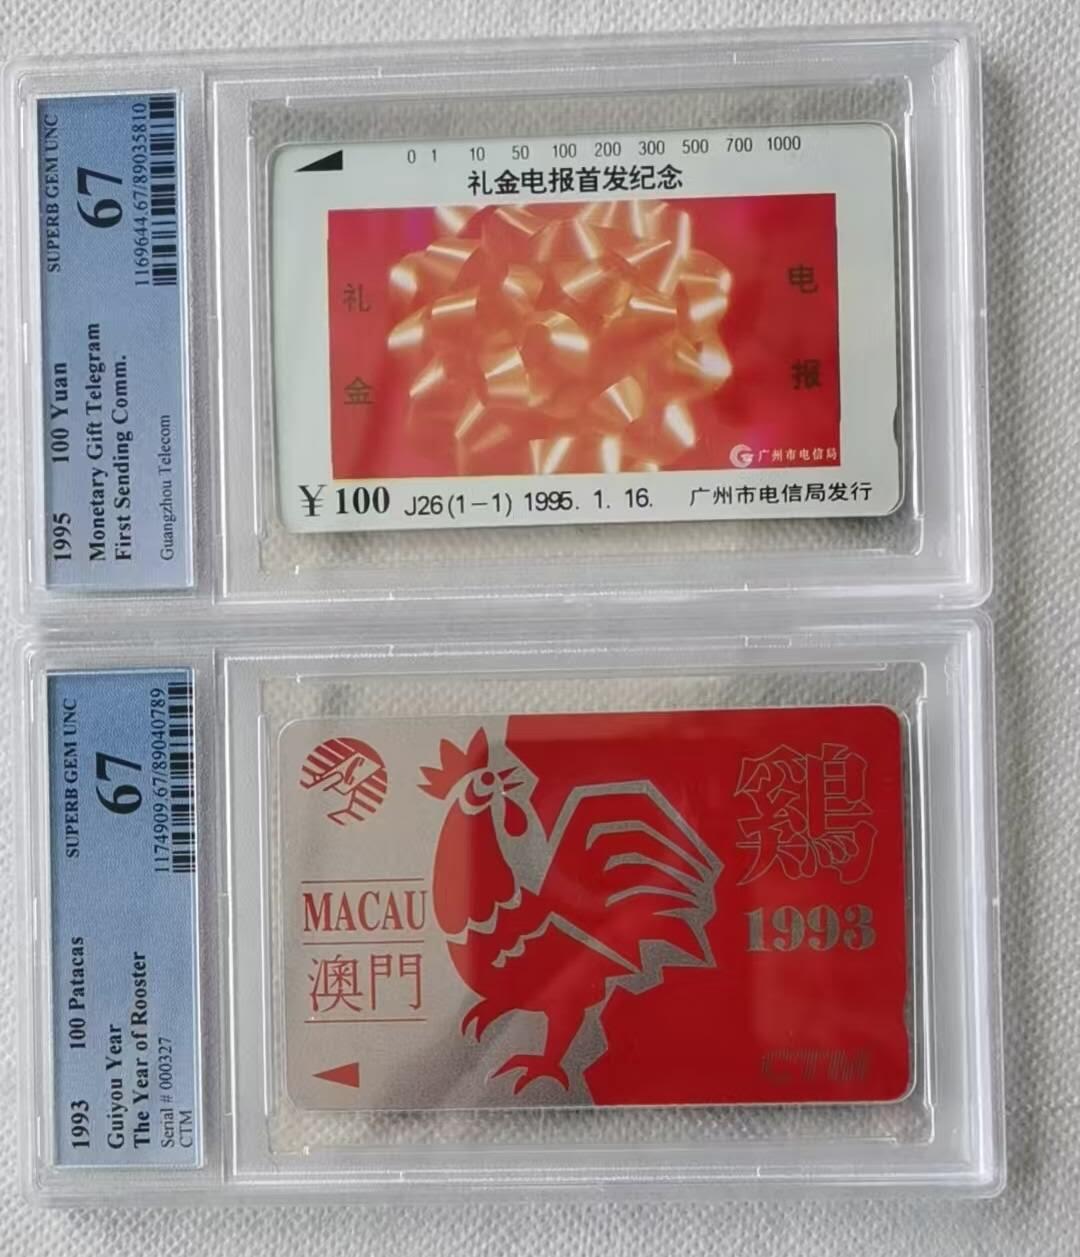 1995 100 Yuan
Monetary Gift Telegram
First Sending Comm.
Guangzhou Telecom
SUPERB GEM UNC
67
1169644.67/89035810
0 1 10 50 100 200 300 500 700 1000
礼金电报首发纪念
礼金
电报
广州市电信局
¥100 J26(1-1) 1995. 1. 16. 广州市电信局发行
1993 100 Patacas
Guiyou Year
The Year of Rooster
Serial # 000327
CTM
SUPERB GEM UNC
67
1174909.67/89040789
MACAU
澳門
鷄
1993
CTM